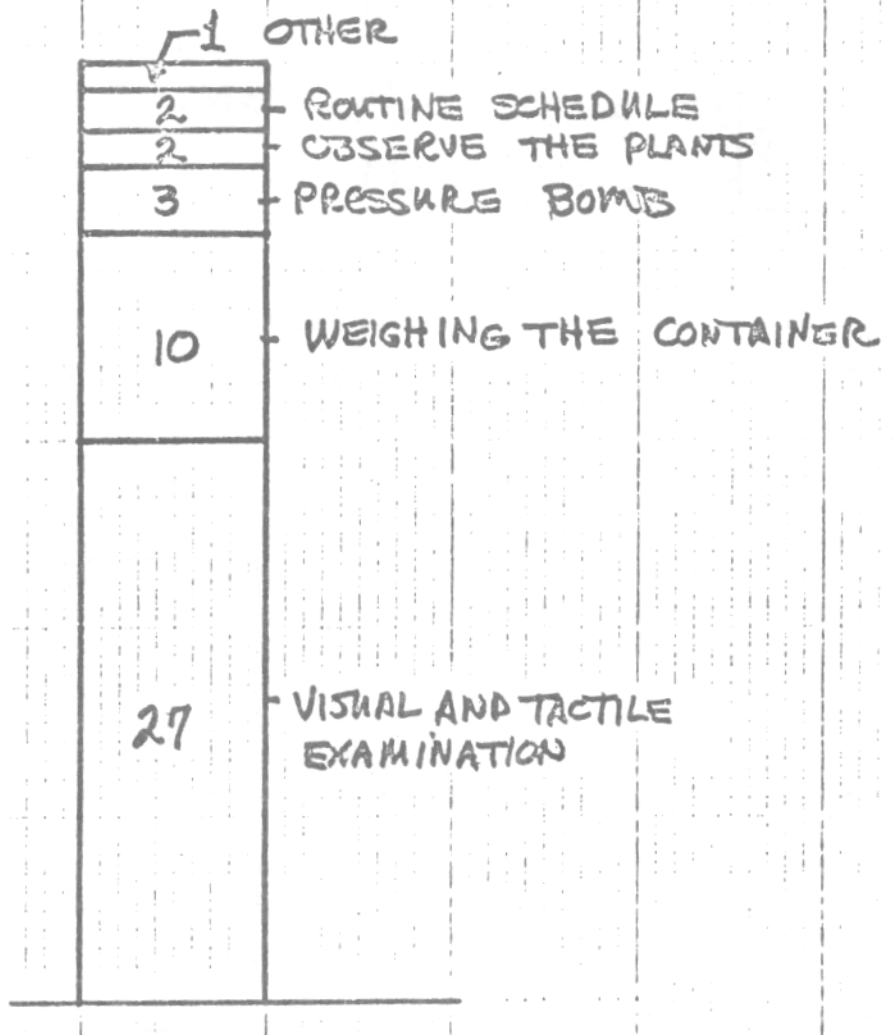 1 OTHER
2 ROUTINE SCHEDULE
2 OBSERVE THE PLANTS
3 PRESSURE BOMB
10 WEIGHING THE CONTAINER
27 VISUAL AND TACTILE
EXAMINATION